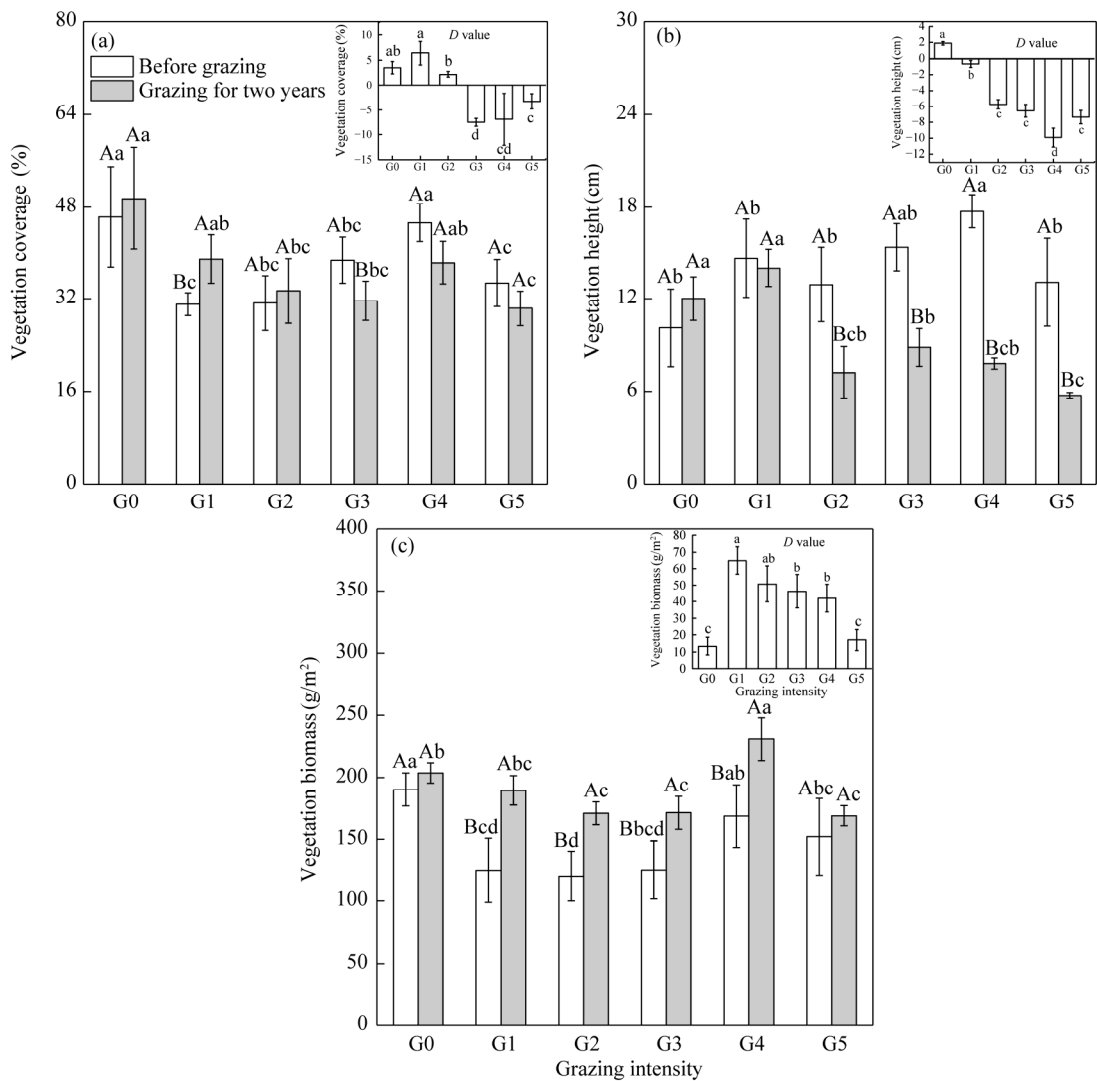 (a)
Before grazing
Grazing for two years
Vegetation coverage (%)
80
64
48
32
16
0
Aa Aa
Bc Aab
Abc Abc
Abc Bbc
Aa Aab
Ac Ac
G0 G1 G2 G3 G4 G5
D value
Vegetation coverage (%)
10
5
0
−5
−10
−15
ab a b d cd c
G0 G1 G2 G3 G4 G5
(b)
Vegetation height (cm)
30
24
18
12
6
0
Ab Aa
Ab Aa
Ab Bcb
Aab Bb
Aa Bcb
Ab Bc
G0 G1 G2 G3 G4 G5
D value
Vegetation height (cm)
4
2
0
−2
−4
−6
−8
−10
−12
a b c c d c
G0 G1 G2 G3 G4 G5
(c)
Vegetation biomass (g/m²)
400
350
300
250
200
150
100
50
0
Aa Ab
Bcd Abc
Bd Ac
Bbcd Ac
Bab Aa
Abc Ac
G0 G1 G2 G3 G4 G5
Grazing intensity
D value
Vegetation biomass (g/m²)
80
70
60
50
40
30
20
10
0
c a ab b b c
G0 G1 G2 G3 G4 G5
Grazing intensity